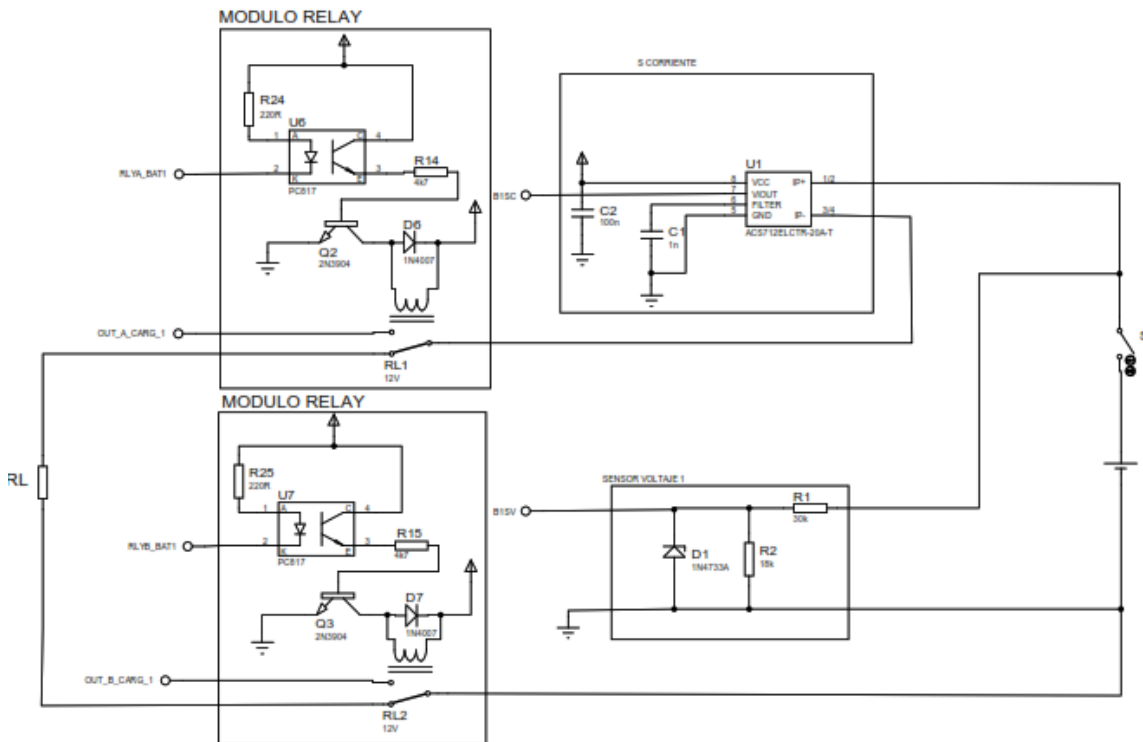 MODULO RELAY
R24
220R
U6
1
A
C
4
2
K
E
3
PC817
RLYA_BAT1
R14
4k7
Q2
2N3904
D6
1N4007
OUT_A_CARG_1
RL1
12V
S CORRIENTE
U1
8
VCC
IP+
1/2
7
VIOUT
6
FILTER
5
GND
IP-
3/4
ACS712ELCTR-20A-T
B1SC
C2
100n
C1
1n
S
MODULO RELAY
R25
220R
U7
1
A
C
4
2
K
E
3
PC817
RLYB_BAT1
R15
4k7
Q3
2N3904
D7
1N4007
OUT_B_CARG_1
RL2
12V
RL
SENSOR VOLTAJE 1
R1
30k
B1SV
D1
1N4733A
R2
18k